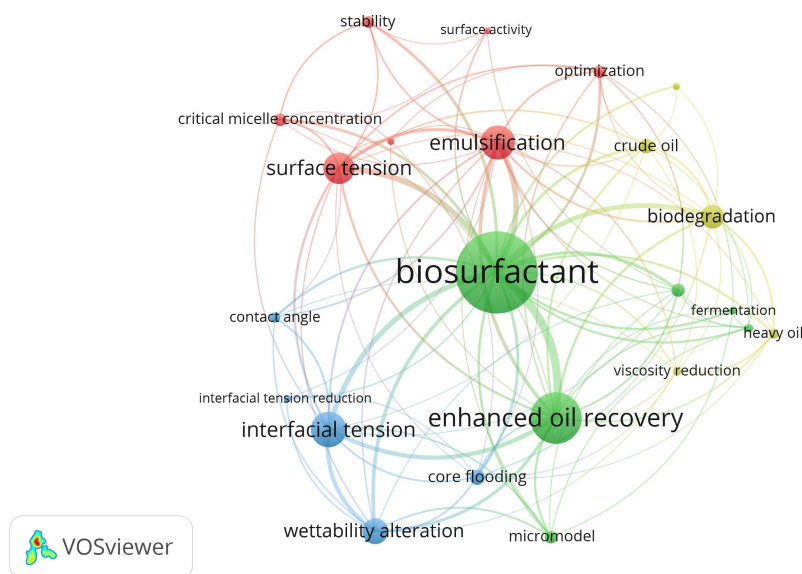 stability
surface activity
optimization
critical micelle concentration
emulsification
crude oil
surface tension
biodegradation
biosurfactant
fermentation
contact angle
heavy oil
viscosity reduction
interfacial tension reduction
enhanced oil recovery
interfacial tension
core flooding
wettability alteration
micromodel
VOSviewer